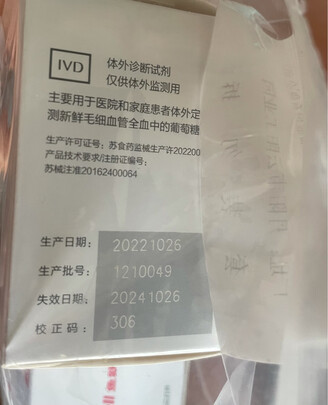 IVD
体外诊断试剂
仅供体外监测用
主要用于医院和家庭患者体外定
测新鲜毛细血管全血中的葡萄糖
生产许可证号：苏食药监械生产许202200
产品技术要求/注册证编号：
苏械注准20162400064
生产日期： 20221026
生产批号： 1210049
失效日期： 20241026
校正码： 306